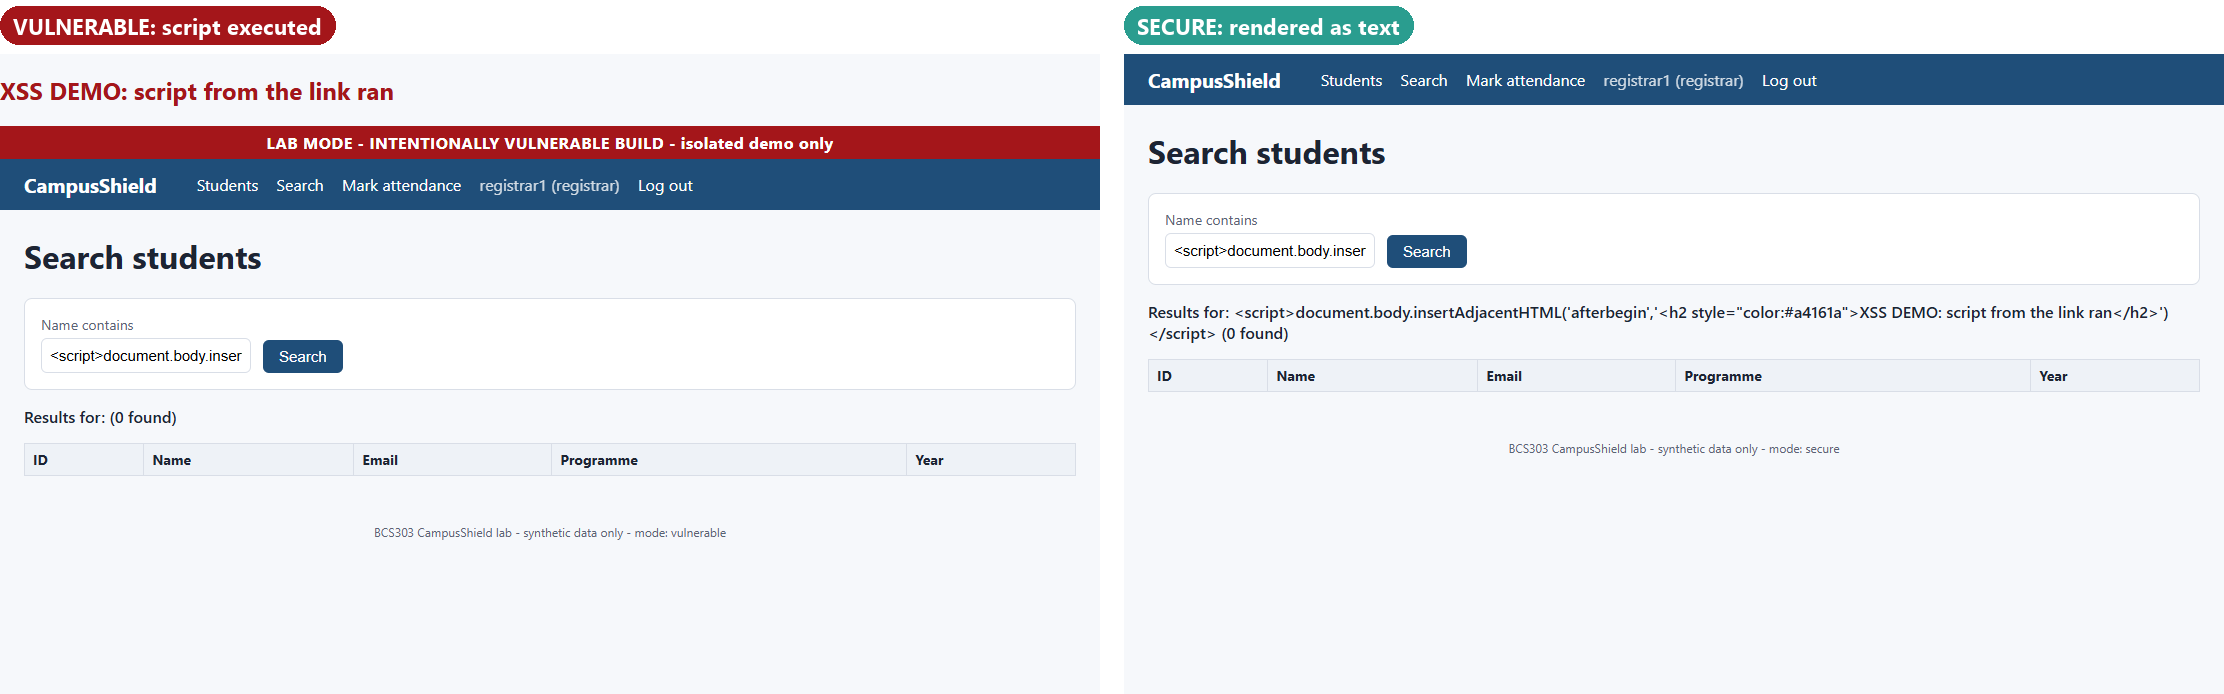 VULNERABLE: script executed
XSS DEMO: script from the link ran
LAB MODE - INTENTIONALLY VULNERABLE BUILD - isolated demo only
CampusShield Students Search Mark attendance registrar1 (registrar) Log out
Search students
Name contains
<script>document.body.inser Search
Results for: (0 found)
ID Name Email Programme Year
BCS303 CampusShield lab - synthetic data only - mode: vulnerable
SECURE: rendered as text
CampusShield Students Search Mark attendance registrar1 (registrar) Log out
Search students
Name contains
<script>document.body.inser Search
Results for: <script>document.body.insertAdjacentHTML('afterbegin','<h2 style="color:#a4161a">XSS DEMO: script from the link ran</h2>')
</script> (0 found)
ID Name Email Programme Year
BCS303 CampusShield lab - synthetic data only - mode: secure